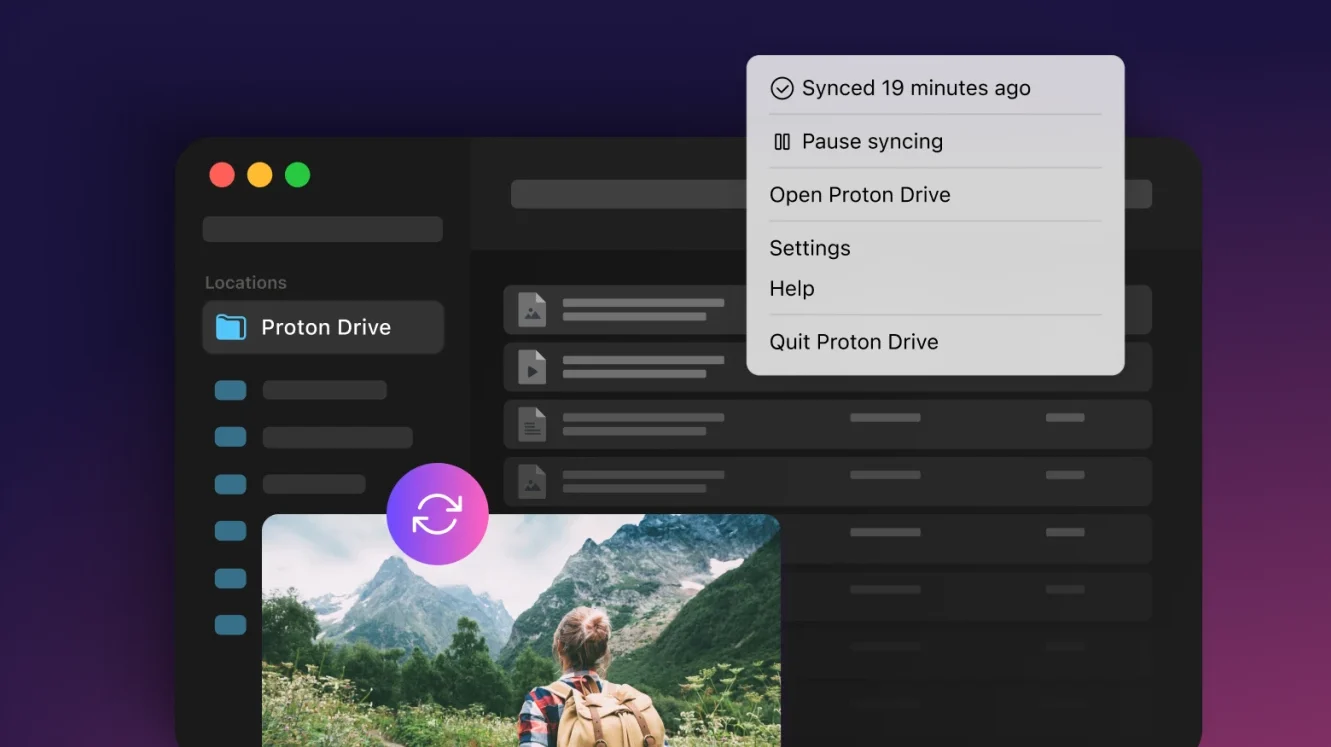 Synced 19 minutes ago
Pause syncing
Open Proton Drive
Settings
Help
Quit Proton Drive
Locations
Proton Drive